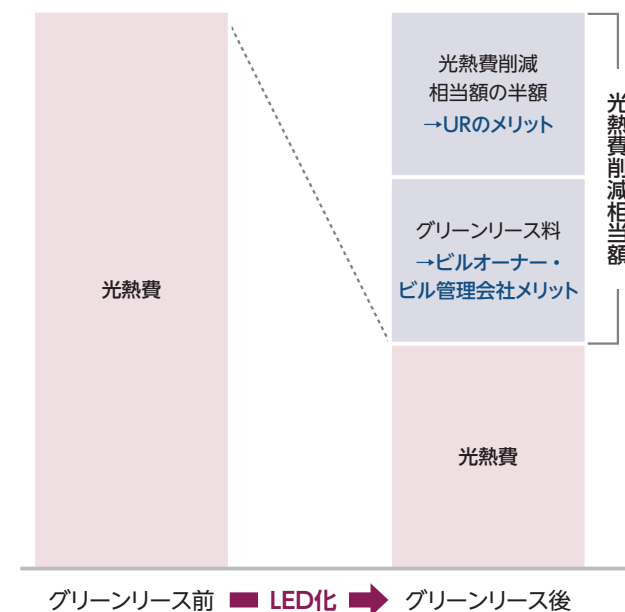 光熱費
光熱費削減
相当額の半額
→URのメリット
グリーンリース料
→ビルオーナー・
ビル管理会社メリット
光熱費
光熱費削減相当額
グリーンリース前
LED化
グリーンリース後